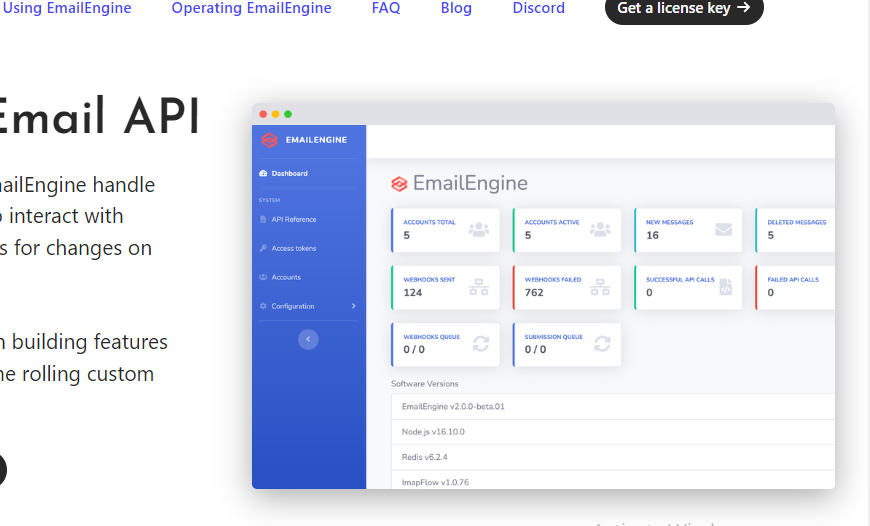 Using EmailEngine Operating EmailEngine FAQ Blog Discord Get a license key →
Email API
ailEngine handle
interact with
s for changes on
building features
rolling custom
EMAILENGINE
Dashboard
SYSTEM
API Reference
Access tokens
Accounts
Configuration
EmailEngine
ACCOUNTS TOTAL
5
ACCOUNTS ACTIVE
5
NEW MESSAGES
16
DELETED MESSAGES
5
WEBHOOKS SENT
124
WEBHOOKS FAILED
762
SUCCESSFUL API CALLS
0
FAILED API CALLS
0
WEBHOOKS QUEUE
0 / 0
SUBMISSION QUEUE
0 / 0
Software Versions
EmailEngine v2.0.0-beta.01
Node.js v16.10.0
Redis v6.2.4
ImapFlow v1.0.76